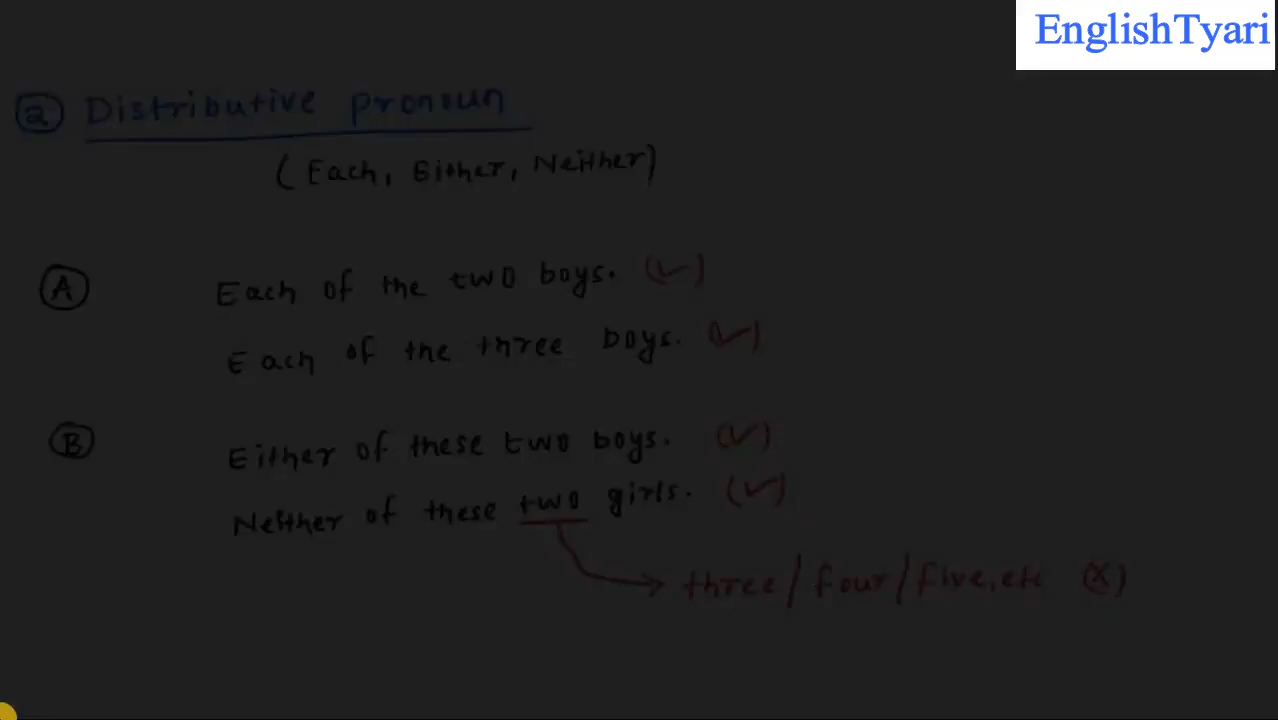 EnglishTyari
(a) Distributive pronoun
(Each, Either, Neither)
(A) Each of the two boys. (✓)
Each of the three boys. (✓)
(B) Either of these two boys. (✓)
Neither of these two girls. (✓)
three/four/five, etc (X)